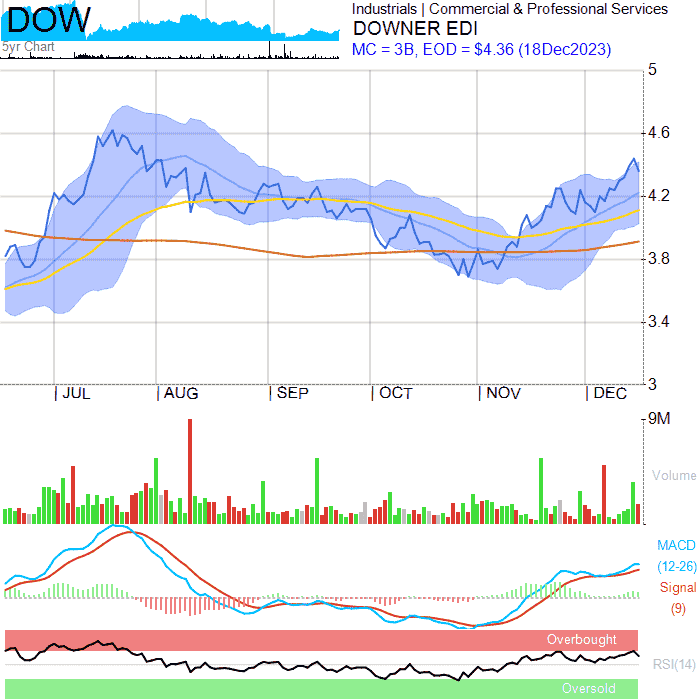 DOW
5yr Chart
Industrials | Commercial & Professional Services
DOWNER EDI
MC = 3B, EOD = $4.36 (18Dec2023)
5
4.6
4.2
3.8
3.4
3
JUL
AUG
SEP
OCT
NOV
DEC
9M
Volume
MACD
(12-26)
Signal
(9)
Overbought
RSI(14)
Oversold